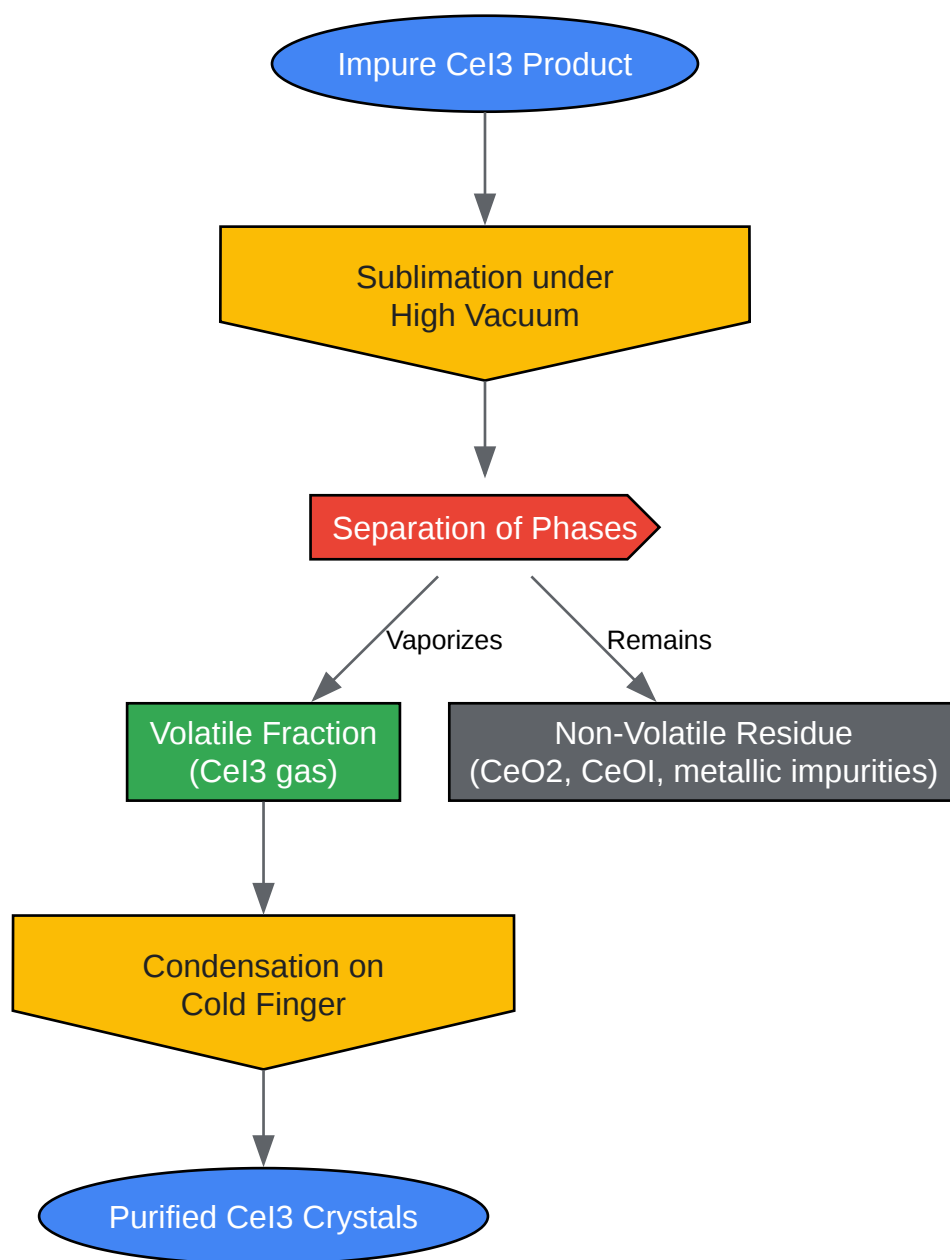 Impure CeI3 Product
Sublimation under
High Vacuum
Separation of Phases
Vaporizes
Remains
Volatile Fraction
(CeI3 gas)
Non-Volatile Residue
(CeO2, CeOI, metallic impurities)
Condensation on
Cold Finger
Purified CeI3 Crystals